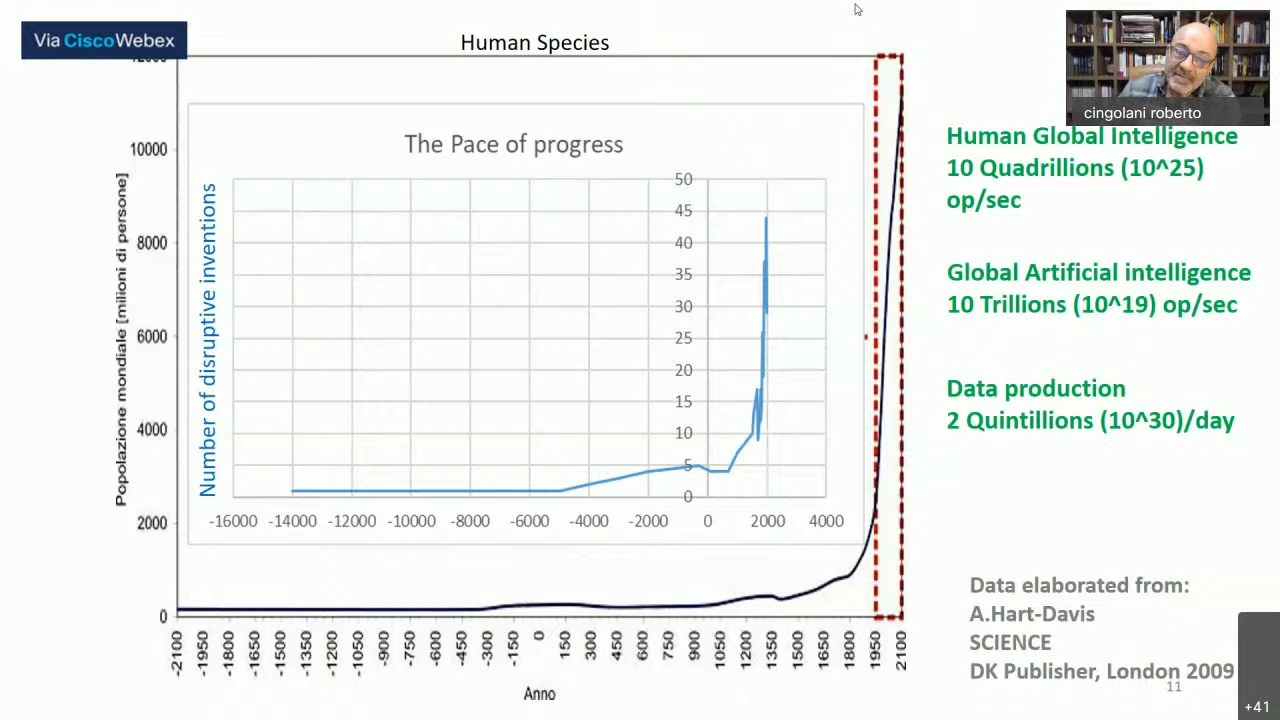 Via Cisco Webex
Human Species
cingolani roberto
12000
10000
8000
6000
4000
2000
0
Popolazione mondiale [milioni di persone]
The Pace of progress
Number of disruptive inventions
50
45
40
35
30
25
20
15
10
5
0
-16000 -14000 -12000 -10000 -8000 -6000 -4000 -2000 0 2000 4000
-2100 -1950 -1800 -1650 -1500 -1350 -1200 -1050 -900 -750 -600 -450 -300 -150 0 150 300 450 600 750 900 1050 1200 1350 1500 1650 1800 1950 2100
Anno
Human Global Intelligence
10 Quadrillions (10^25)
op/sec
Global Artificial intelligence
10 Trillions (10^19) op/sec
Data production
2 Quintillions (10^30)/day
Data elaborated from:
A.Hart-Davis
SCIENCE
DK Publisher, London 2009
11
+41